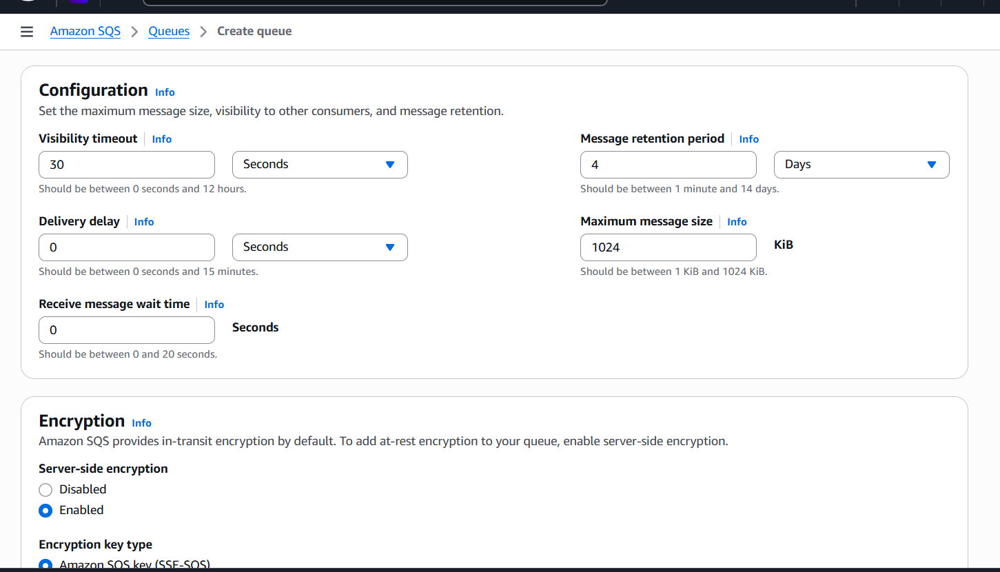 Amazon SQS > Queues > Create queue
Configuration Info
Set the maximum message size, visibility to other consumers, and message retention.
Visibility timeout Info
30 Seconds
Should be between 0 seconds and 12 hours.
Message retention period Info
4 Days
Should be between 1 minute and 14 days.
Delivery delay Info
0 Seconds
Should be between 0 seconds and 15 minutes.
Maximum message size Info
1024 KiB
Should be between 1 KiB and 1024 KiB.
Receive message wait time Info
0 Seconds
Should be between 0 and 20 seconds.
Encryption Info
Amazon SQS provides in-transit encryption by default. To add at-rest encryption to your queue, enable server-side encryption.
Server-side encryption
Disabled
Enabled
Encryption key type
Amazon SQS key (SSE-SQS)